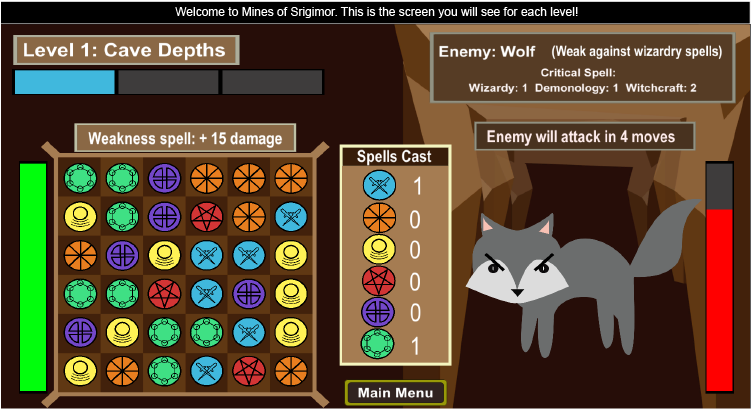 Welcome to Mines of Srigimor. This is the screen you will see for each level!
Level 1: Cave Depths
Enemy: Wolf (Weak against wizardry spells)
Critical Spell:
Wizardy: 1 Demonology: 1 Witchcraft: 2
Weakness spell: + 15 damage
Enemy will attack in 4 moves
Spells Cast
1
0
0
0
0
1
Main Menu